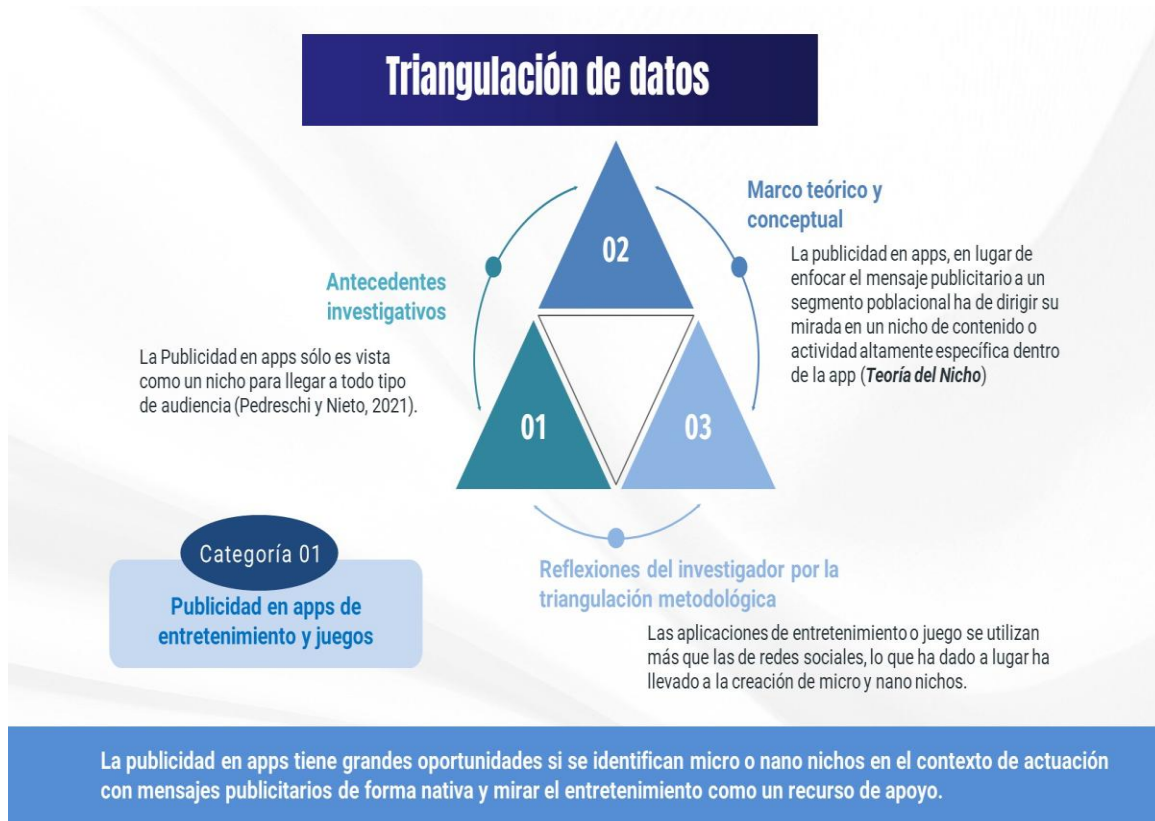 Triangulación de datos
02
Marco teórico y
conceptual
La publicidad en apps, en lugar de
enfocar el mensaje publicitario a un
segmento poblacional ha de dirigir su
mirada en un nicho de contenido o
actividad altamente específica dentro
de la app (Teoría del Nicho)
Antecedentes
investigativos
La Publicidad en apps sólo es vista
como un nicho para llegar a todo tipo
de audiencia (Pedreschi y Nieto, 2021).
01
03
Reflexiones del investigador por la
triangulación metodológica
Las aplicaciones de entretenimiento o juego se utilizan
más que las de redes sociales, lo que ha dado a lugar ha
llevado a la creación de micro y nano nichos.
Categoría 01
Publicidad en apps de
entretenimiento y juegos
La publicidad en apps tiene grandes oportunidades si se identifican micro o nano nichos en el contexto de actuación
con mensajes publicitarios de forma nativa y mirar el entretenimiento como un recurso de apoyo.